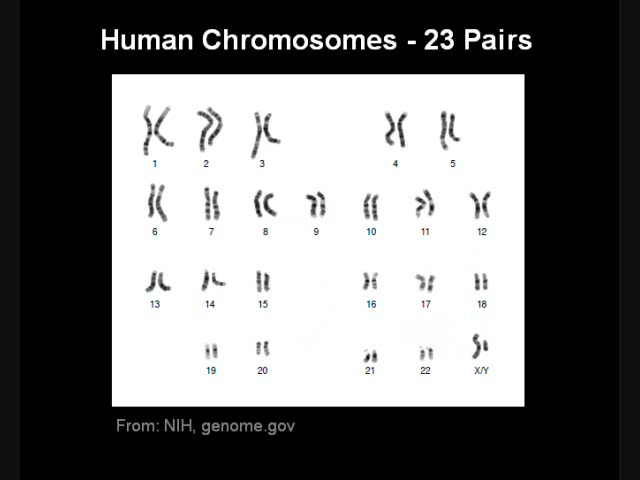 Human Chromosomes - 23 Pairs
1 2 3 4 5
6 7 8 9 10 11 12
13 14 15 16 17 18
19 20 21 22 X/Y
From: NIH, genome.gov